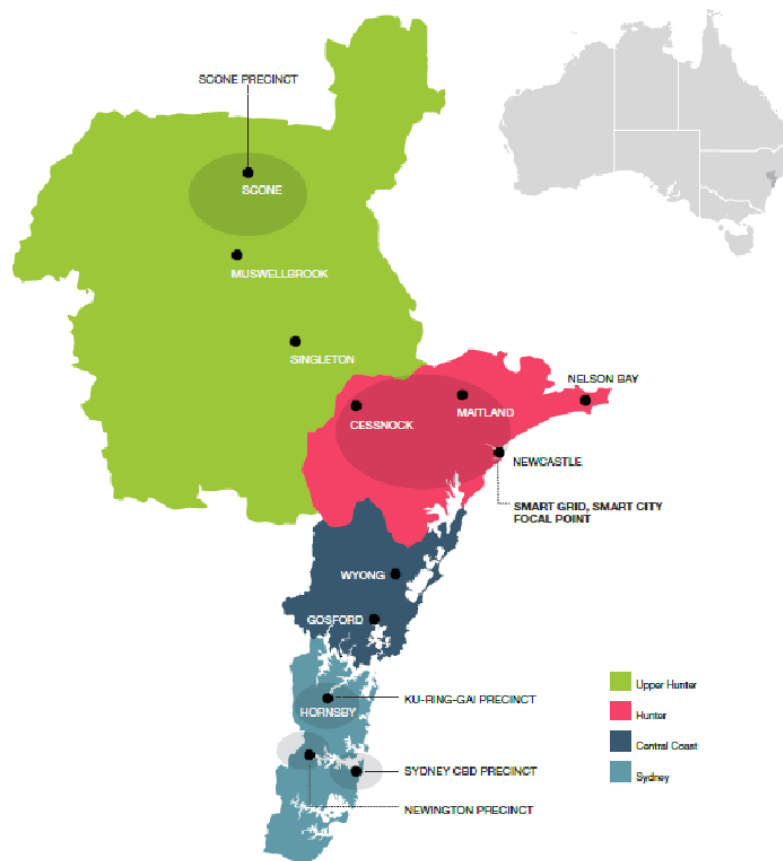 SCONE PRECINCT
SCONE
MUSWELLBROOK
SINGLETON
NELSON BAY
MAITLAND
CESSNOCK
NEWCASTLE
SMART GRID, SMART CITY
FOCAL POINT
WYONG
GOSFORD
KU-RING-GAI PRECINCT
HORNSBY
SYDNEY CBD PRECINCT
NEWINGTON PRECINCT
Upper Hunter
Hunter
Central Coast
Sydney